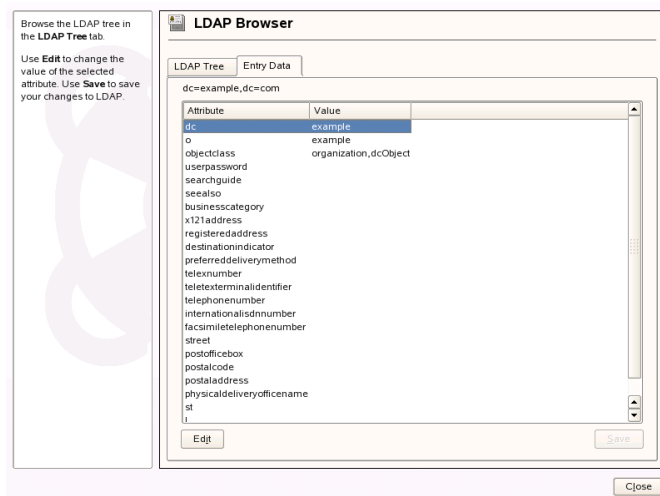 Browse the LDAP tree in
the LDAP Tree tab.
Use Edit to change the
value of the selected
attribute. Use Save to save
your changes to LDAP.
LDAP Browser
LDAP Tree
Entry Data
dc=example,dc=com
Attribute Value
dc example
o example
objectclass organization,dcObject
userpassword
searchguide
seealso
businesscategory
x121address
registeredaddress
destinationindicator
preferreddeliverymethod
telexnumber
teletexterminalidentifier
telephonenumber
internationalisdnnumber
facsimiletelephonenumber
street
postofficebox
postalcode
postaladdress
physicaldeliveryofficename
st
l
Edit
Save
Close